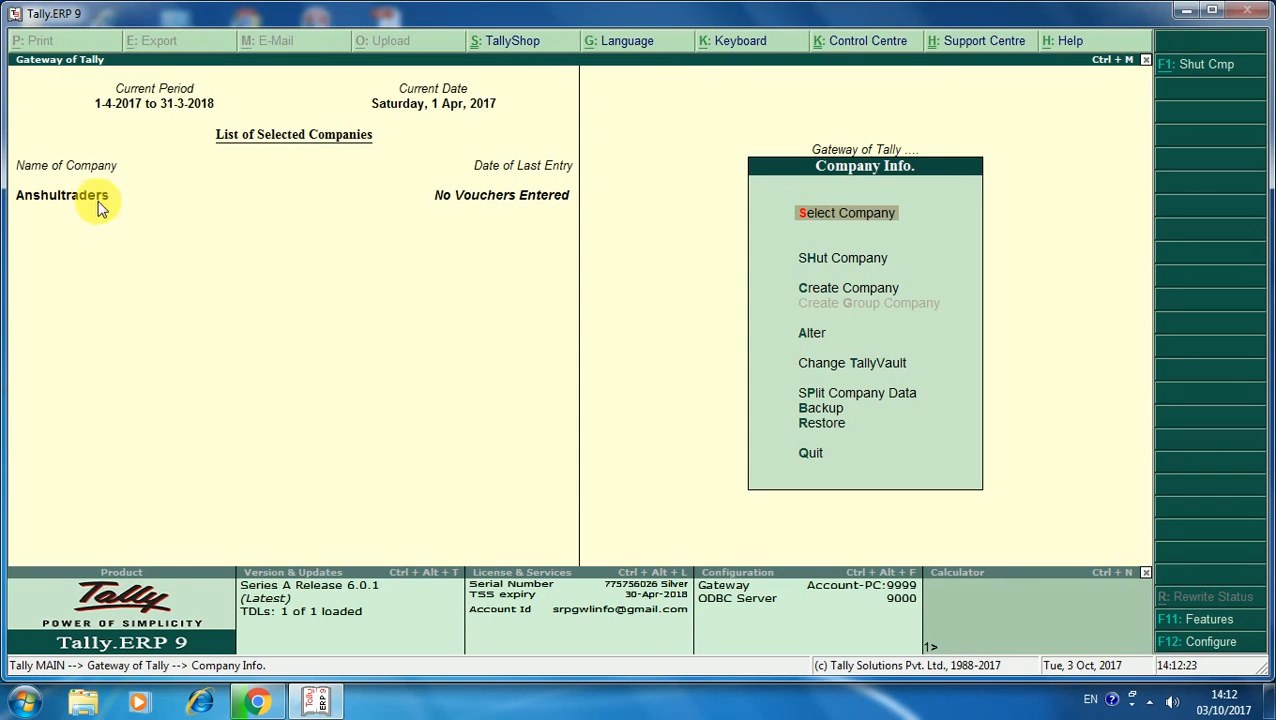 Tally.ERP 9
P: Print
E: Export
M: E-Mail
O: Upload
S: TallyShop
G: Language
K: Keyboard
K: Control Centre
H: Support Centre
H: Help
Gateway of Tally
Ctrl + M
F1: Shut Cmp
Current Period
1-4-2017 to 31-3-2018
Current Date
Saturday, 1 Apr, 2017
List of Selected Companies
Name of Company
Date of Last Entry
Anshultraders
No Vouchers Entered
Gateway of Tally ....
Company Info.
Select Company
SHut Company
Create Company
Create Group Company
Alter
Change TallyVault
SPlit Company Data
Backup
Restore
Quit
R: Rewrite Status
F11: Features
F12: Configure
Product
Tally
POWER OF SIMPLICITY
Tally.ERP 9
Version & Updates
Ctrl + Alt + T
Series A Release 6.0.1
(Latest)
TDLs: 1 of 1 loaded
License & Services
Ctrl + Alt + L
Serial Number
775756026 Silver
TSS expiry
30-Apr-2018
Account Id
srpgwlinfo@gmail.com
Configuration
Ctrl + Alt + F
Gateway
Account-PC:9999
ODBC Server
9000
Calculator
Ctrl + N
1>
Tally MAIN --> Gateway of Tally --> Company Info.
(c) Tally Solutions Pvt. Ltd., 1988-2017
Tue, 3 Oct, 2017
14:12:23
ERP 9
EN
14:12
03/10/2017